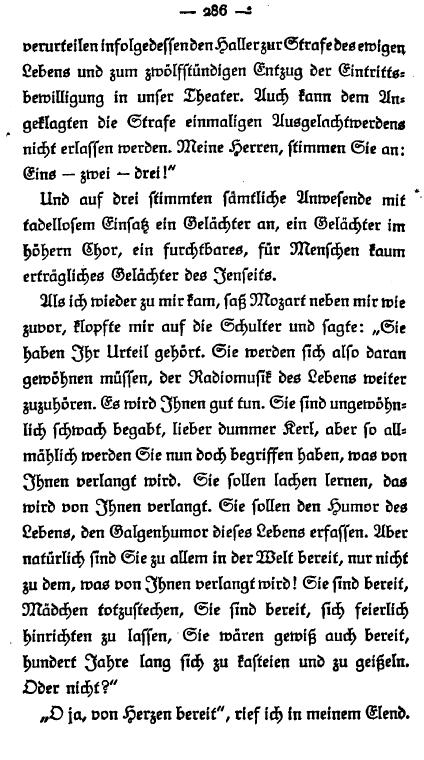 — 286 —
verurteilen infolgedessen den Haller zur Strafe des ewigen
Lebens und zum zwölfstündigen Entzug der Eintritts-
bewilligung in unser Theater. Auch kann dem An-
geklagten die Strafe einmaligen Ausgelachtwerdens
nicht erlassen werden. Meine Herren, stimmen Sie an:
Eins — zwei — drei!“
Und auf drei stimmten sämtliche Anwesende mit
tadellosem Einsatz ein Gelächter an, ein Gelächter im
höhern Chor, ein furchtbares, für Menschen kaum
erträgliches Gelächter des Jenseits.
Als ich wieder zu mir kam, saß Mozart neben mir wie
zuvor, klopfte mir auf die Schulter und sagte: „Sie
haben Ihr Urteil gehört. Sie werden sich also daran
gewöhnen müssen, der Radiomusik des Lebens weiter
zuzuhören. Es wird Ihnen gut tun. Sie sind ungewöhn-
lich schwach begabt, lieber dummer Kerl, aber so all-
mählich werden Sie nun doch begriffen haben, was von
Ihnen verlangt wird. Sie sollen lachen lernen, das
wird von Ihnen verlangt. Sie sollen den Humor des
Lebens, den Galgenhumor dieses Lebens erfassen. Aber
natürlich sind Sie zu allem in der Welt bereit, nur nicht
zu dem, was von Ihnen verlangt wird! Sie sind bereit,
Mädchen totzustechen, Sie sind bereit, sich feierlich
hinrichten zu lassen, Sie wären gewiß auch bereit,
hundert Jahre lang sich zu kasteien und zu geißeln.
Oder nicht?“
„O ja, von Herzen bereit“, rief ich in meinem Elend.